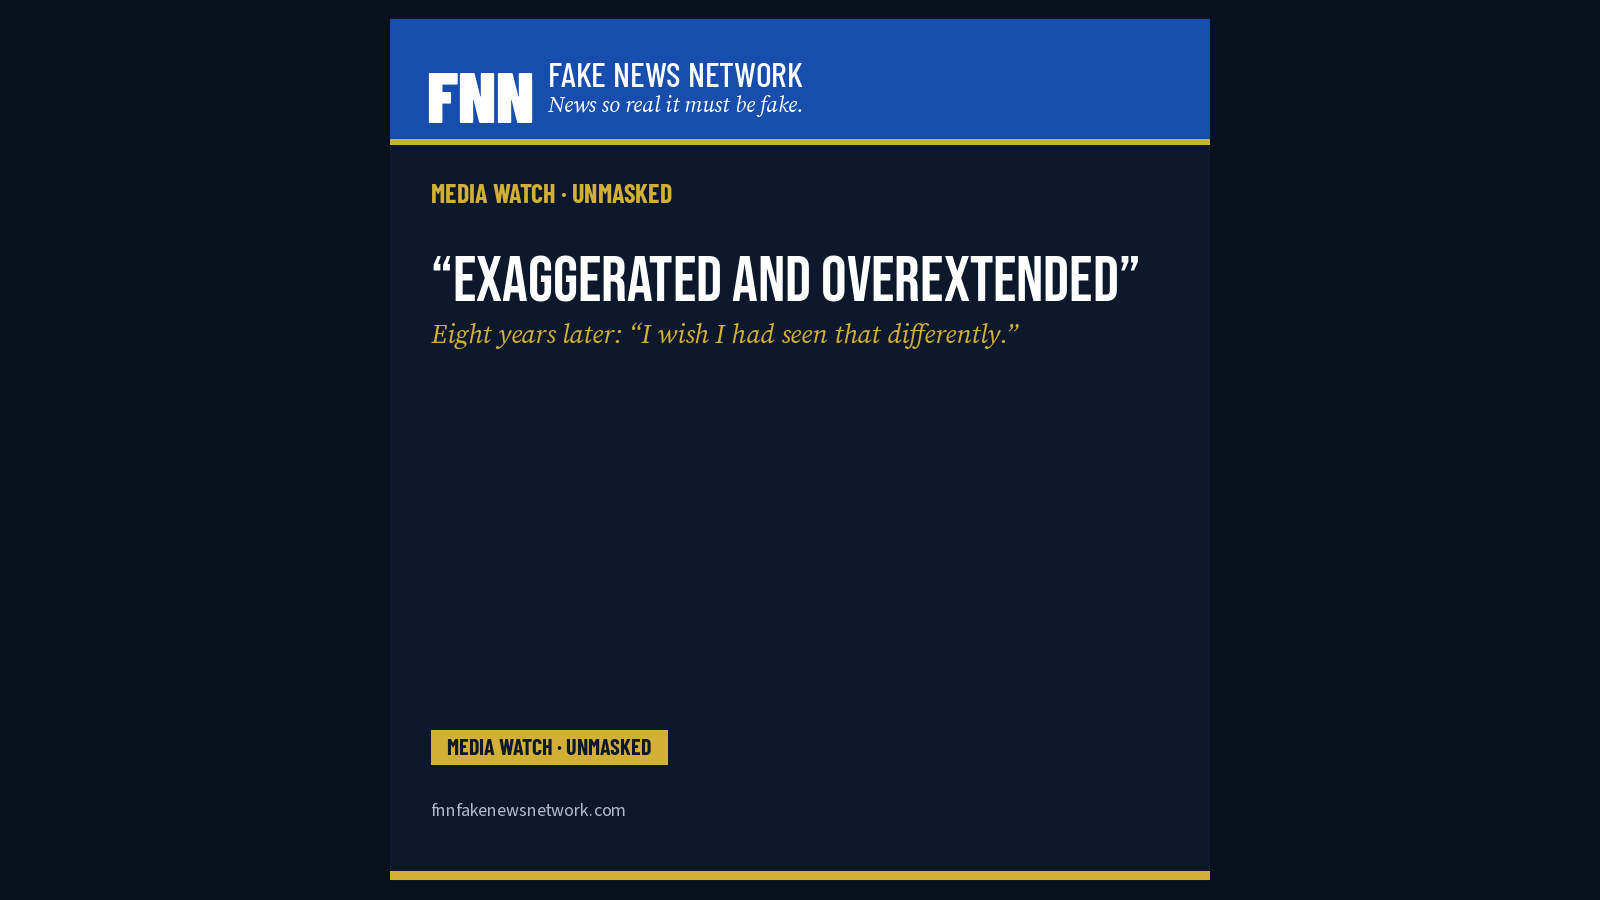 FNN
FAKE NEWS NETWORK
News so real it must be fake.
MEDIA WATCH · UNMASKED
“EXAGGERATED AND OVEREXTENDED”
Eight years later: “I wish I had seen that differently.”
MEDIA WATCH · UNMASKED
fnnfakenewsnetwork.com